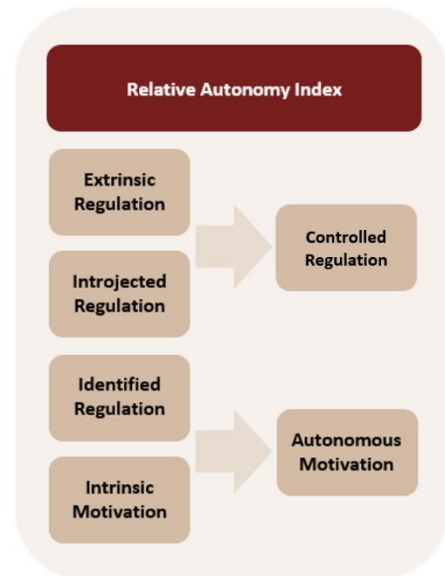 Relative Autonomy Index
Extrinsic
Regulation
Introjected
Regulation
Controlled
Regulation
Identified
Regulation
Intrinsic
Motivation
Autonomous
Motivation